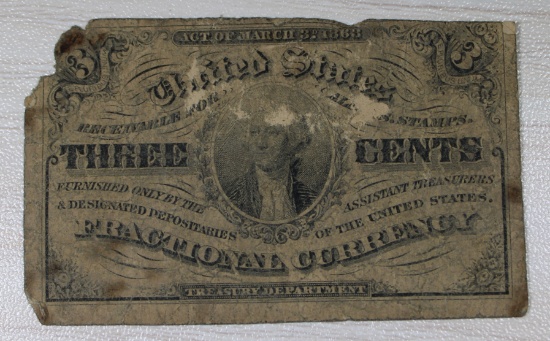 ACT OF MARCH 3d. 1863
3 3
United States
RECEIVABLE FOR U.S. STAMPS.
THREE CENTS
FURNISHED ONLY BY THE ASSISTANT TREASURERS
& DESIGNATED DEPOSITARIES OF THE UNITED STATES.
FRACTIONAL CURRENCY
TREASURY DEPARTMENT